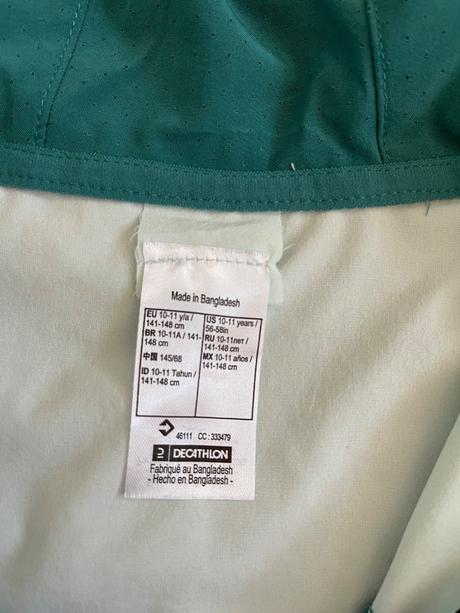 Made in Bangladesh
EU 10-11 y/a /
141-148 cm
BR 10-11A / 141-
148 cm
中国 145/68
ID 10-11 Tahun /
141-148 cm
US 10-11 years /
56-58in
RU 10-11лет /
141-148 cm
MX 10-11 años /
141-148 cm
46111 CC : 333479
DECATHLON
Fabriqué au Bangladesh
- Hecho en Bangladesh -